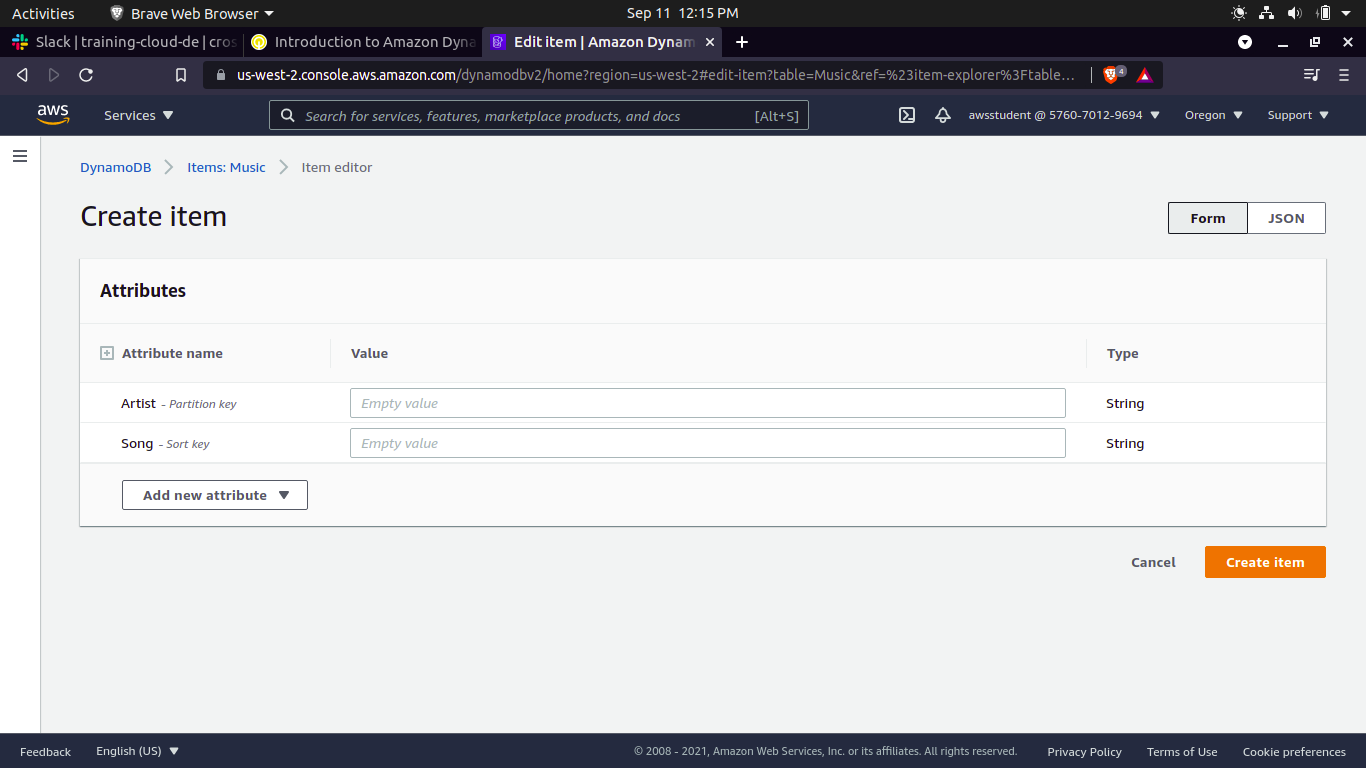 Activities Brave Web Browser Sep 11 12:15 PM
Slack | training-cloud-de | cros Introduction to Amazon Dyna Edit item | Amazon Dynam
us-west-2.console.aws.amazon.com/dynamodbv2/home?region=us-west-2#edit-item?table=Music&ref=%23item-explorer%3Ftable... 4
aws Services Search for services, features, marketplace products, and docs [Alt+S] awsstudent @ 5760-7012-9694 Oregon Support
DynamoDB Items: Music Item editor
Create item Form JSON
Attributes
Attribute name Value Type
Artist - Partition key Empty value String
Song - Sort key Empty value String
Add new attribute
Cancel Create item
Feedback English (US) © 2008 - 2021, Amazon Web Services, Inc. or its affiliates. All rights reserved. Privacy Policy Terms of Use Cookie preferences